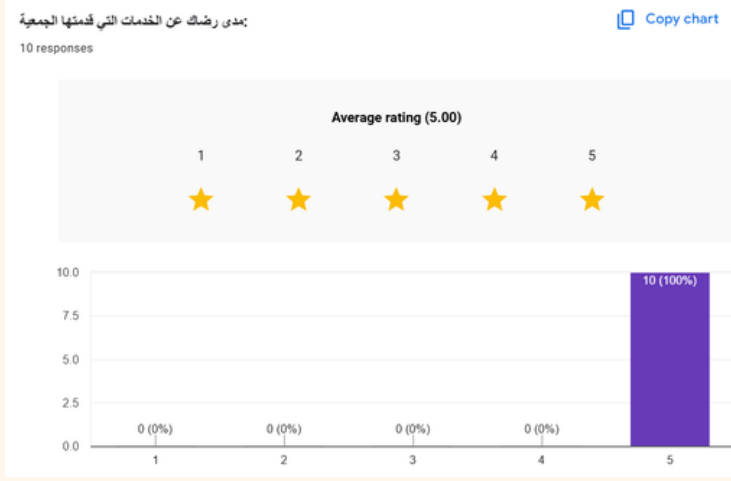 مدى رضاك عن الخدمات التي قدمتها الجمعية:
Copy chart
10 responses
Average rating (5.00)
1 2 3 4 5
10.0
10 (100%)
7.5
5.0
2.5
0 (0%) 0 (0%) 0 (0%) 0 (0%)
0.0
1 2 3 4 5